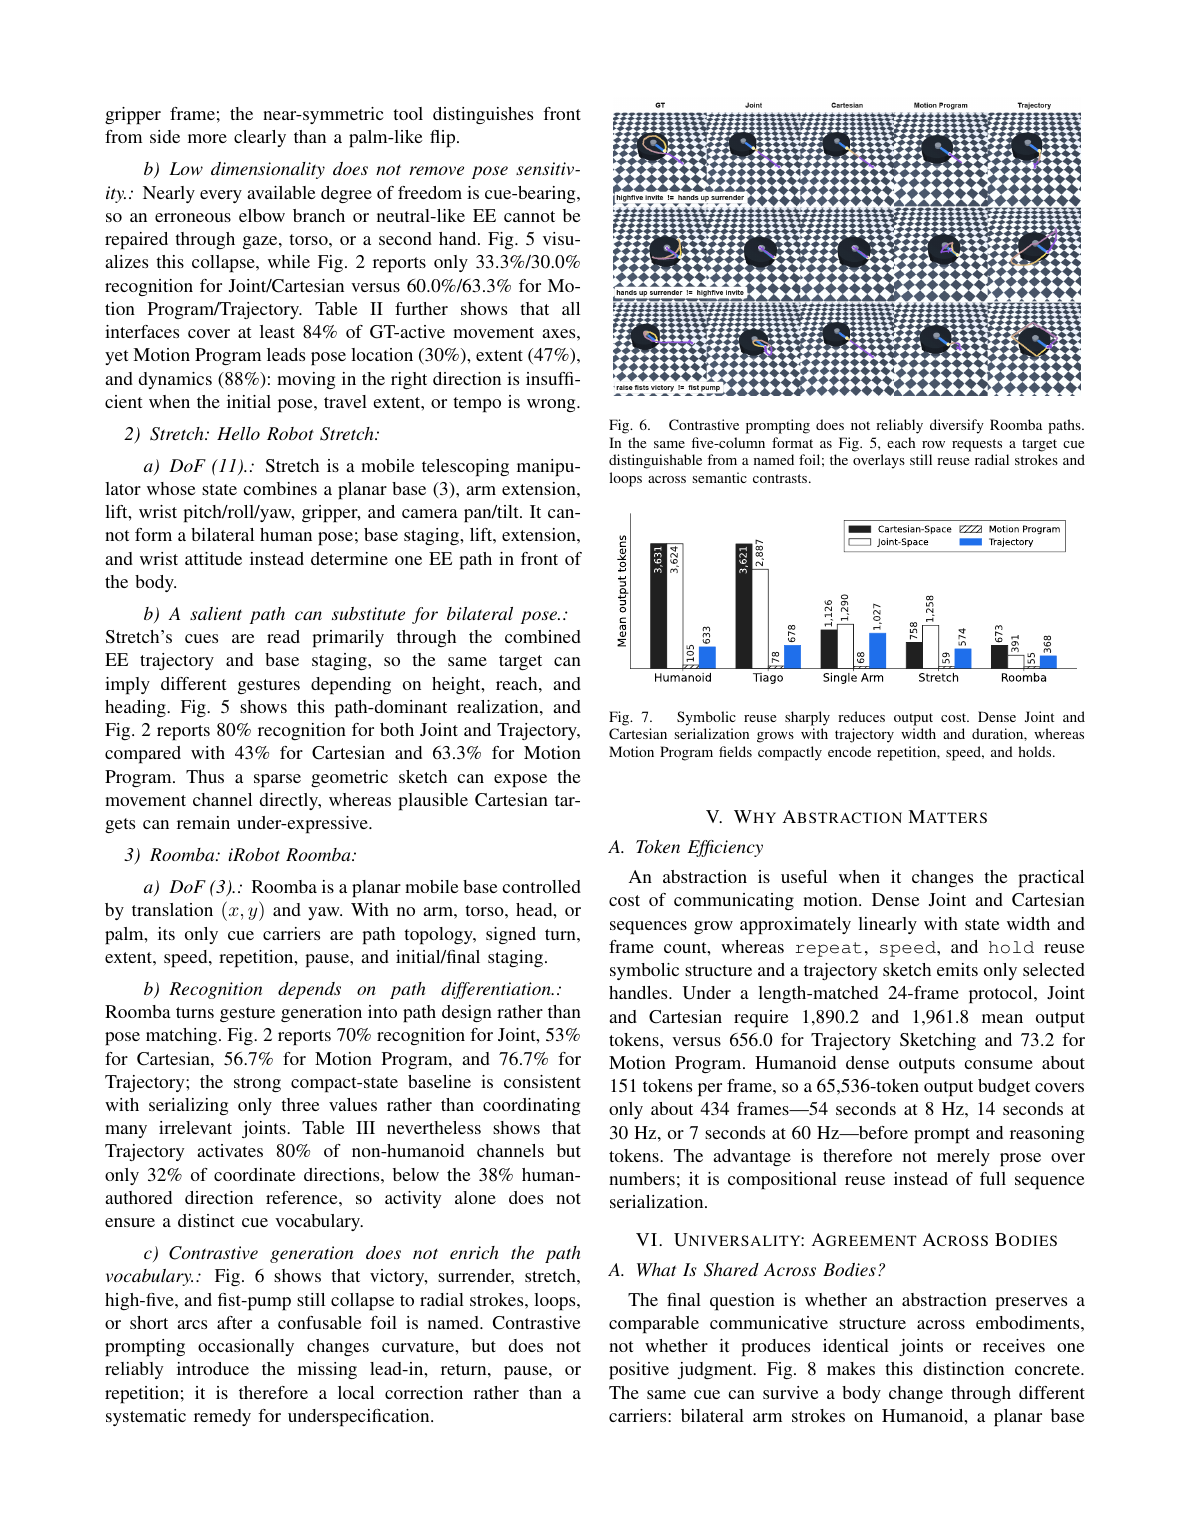 gripper frame; the near-symmetric tool distinguishes front
from side more clearly than a palm-like flip.
b) Low dimensionality does not remove pose sensitiv-
ity.: Nearly every available degree of freedom is cue-bearing,
so an erroneous elbow branch or neutral-like EE cannot be
repaired through gaze, torso, or a second hand. Fig. 5 visu-
alizes this collapse, while Fig. 2 reports only 33.3%/30.0%
recognition for Joint/Cartesian versus 60.0%/63.3% for Mo-
tion Program/Trajectory. Table II further shows that all
interfaces cover at least 84% of GT-active movement axes,
yet Motion Program leads pose location (30%), extent (47%),
and dynamics (88%): moving in the right direction is insuffi-
cient when the initial pose, travel extent, or tempo is wrong.
2) Stretch: Hello Robot Stretch:
a) DoF (11).: Stretch is a mobile telescoping manipu-
lator whose state combines a planar base (3), arm extension,
lift, wrist pitch/roll/yaw, gripper, and camera pan/tilt. It can-
not form a bilateral human pose; base staging, lift, extension,
and wrist attitude instead determine one EE path in front of
the body.
b) A salient path can substitute for bilateral pose.:
Stretch's cues are read primarily through the combined
EE trajectory and base staging, so the same target can
imply different gestures depending on height, reach, and
heading. Fig. 5 shows this path-dominant realization, and
Fig. 2 reports 80% recognition for both Joint and Trajectory,
compared with 43% for Cartesian and 63.3% for Motion
Program. Thus a sparse geometric sketch can expose the
movement channel directly, whereas plausible Cartesian tar-
gets can remain under-expressive.
3) Roomba: iRobot Roomba:
a) DoF (3).: Roomba is a planar mobile base controlled
by translation (x, y) and yaw. With no arm, torso, head, or
palm, its only cue carriers are path topology, signed turn,
extent, speed, repetition, pause, and initial/final staging.
b) Recognition depends on path differentiation.:
Roomba turns gesture generation into path design rather than
pose matching. Fig. 2 reports 70% recognition for Joint, 53%
for Cartesian, 56.7% for Motion Program, and 76.7% for
Trajectory; the strong compact-state baseline is consistent
with serializing only three values rather than coordinating
many irrelevant joints. Table III nevertheless shows that
Trajectory activates 80% of non-humanoid channels but
only 32% of coordinate directions, below the 38% human-
authored direction reference, so activity alone does not
ensure a distinct cue vocabulary.
c) Contrastive generation does not enrich the path
vocabulary.: Fig. 6 shows that victory, surrender, stretch,
high-five, and fist-pump still collapse to radial strokes, loops,
or short arcs after a confusable foil is named. Contrastive
prompting occasionally changes curvature, but does not
reliably introduce the missing lead-in, return, pause, or
repetition; it is therefore a local correction rather than a
systematic remedy for underspecification.
GT Joint Cartesian Motion Program Trajectory
highfive invite != hands up surrender
hands up surrender != highfive invite
raise fists victory != fist pump
Fig. 6. Contrastive prompting does not reliably diversify Roomba paths.
In the same five-column format as Fig. 5, each row requests a target cue
distinguishable from a named foil; the overlays still reuse radial strokes and
loops across semantic contrasts.
Mean output tokens
Cartesian-Space Motion Program
Joint-Space Trajectory
3,631 3,624 105 633
3,621 2,887 78 678
1,126 1,290 68 1,027
758 1,258 59 574
673 391 55 368
Humanoid Tiago Single Arm Stretch Roomba
Fig. 7. Symbolic reuse sharply reduces output cost. Dense Joint and
Cartesian serialization grows with trajectory width and duration, whereas
Motion Program fields compactly encode repetition, speed, and holds.
V. WHY ABSTRACTION MATTERS
A. Token Efficiency
An abstraction is useful when it changes the practical
cost of communicating motion. Dense Joint and Cartesian
sequences grow approximately linearly with state width and
frame count, whereas repeat, speed, and hold reuse
symbolic structure and a trajectory sketch emits only selected
handles. Under a length-matched 24-frame protocol, Joint
and Cartesian require 1,890.2 and 1,961.8 mean output
tokens, versus 656.0 for Trajectory Sketching and 73.2 for
Motion Program. Humanoid dense outputs consume about
151 tokens per frame, so a 65,536-token output budget covers
only about 434 frames—54 seconds at 8 Hz, 14 seconds at
30 Hz, or 7 seconds at 60 Hz—before prompt and reasoning
tokens. The advantage is therefore not merely prose over
numbers; it is compositional reuse instead of full sequence
serialization.
VI. UNIVERSALITY: AGREEMENT ACROSS BODIES
A. What Is Shared Across Bodies?
The final question is whether an abstraction preserves a
comparable communicative structure across embodiments,
not whether it produces identical joints or receives one
positive judgment. Fig. 8 makes this distinction concrete.
The same cue can survive a body change through different
carriers: bilateral arm strokes on Humanoid, a planar base